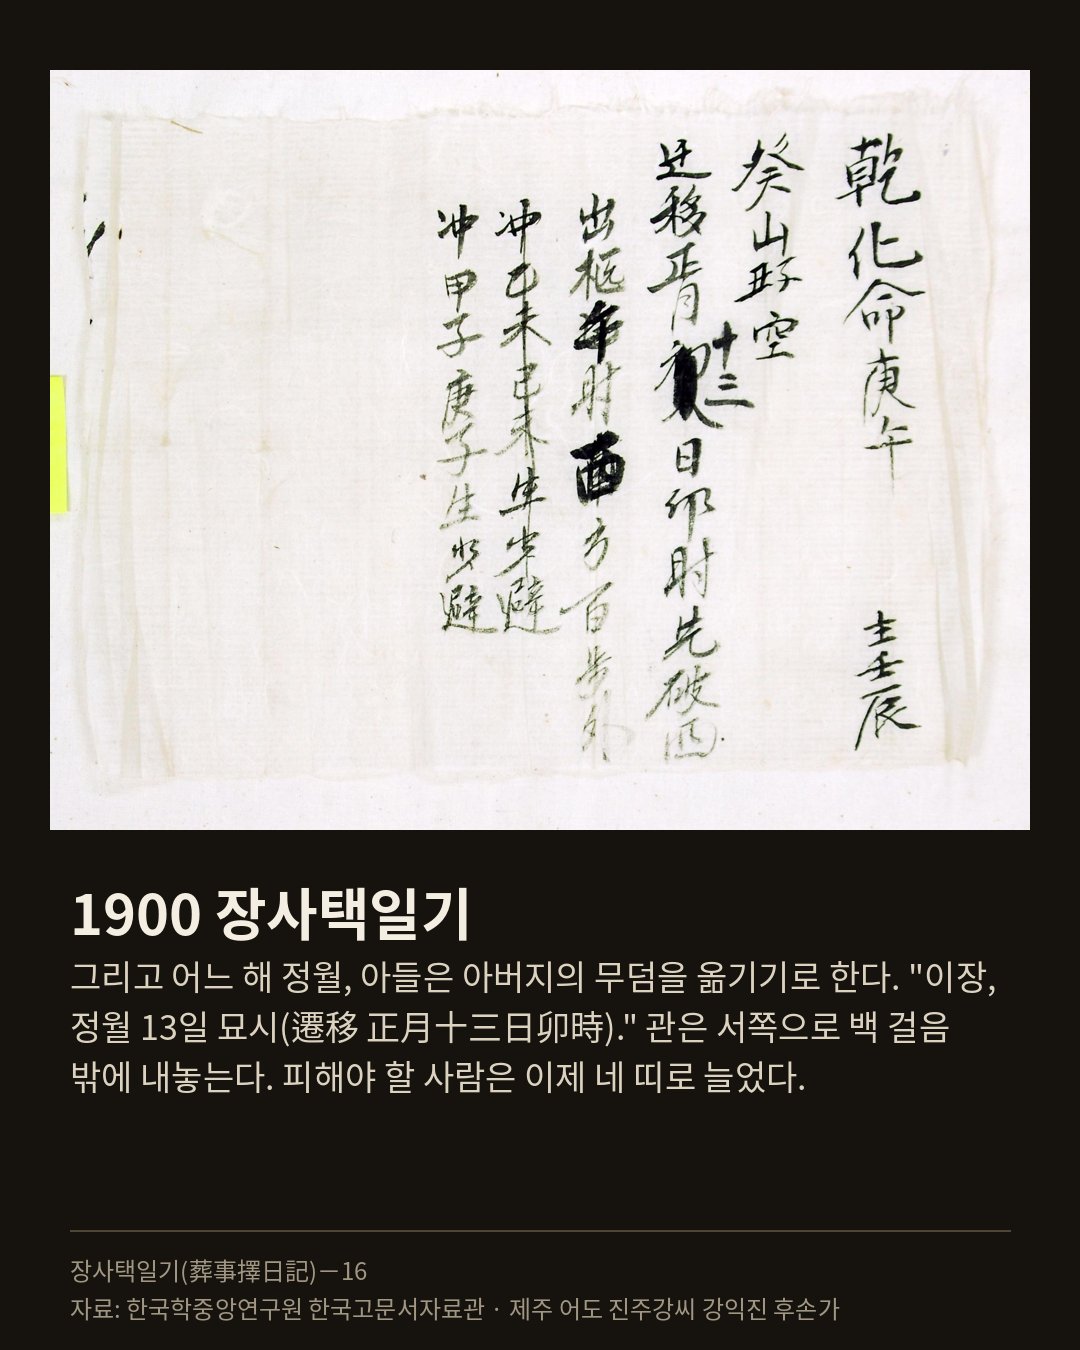 乾化命庚午 主壬辰
癸山 空
迁移正月十三日卯時先破
出柩午時酉方百步外
冲乙未己未生少避
冲甲子庚子生少避
1900 장사택일기
그리고 어느 해 정월, 아들은 아버지의 무덤을 옮기기로 한다. "이장,
정월 13일 묘시(遷移 正月十三日卯時)." 관은 서쪽으로 백 걸음
밖에 내놓는다. 피해야 할 사람은 이제 네 띠로 늘었다.
장사택일기(葬事擇日記)－16
자료: 한국학중앙연구원 한국고문서자료관 · 제주 어도 진주강씨 강익진 후손가